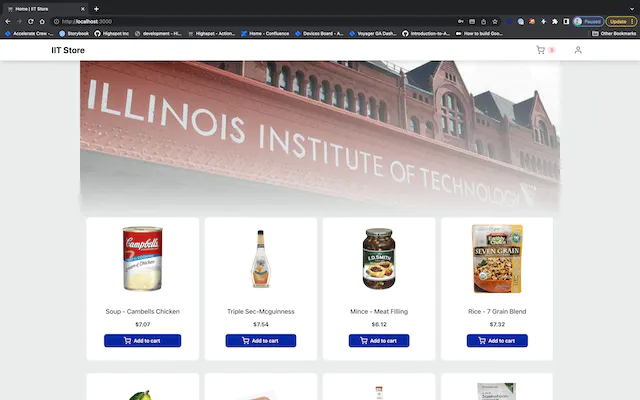 Home | IIT Store
http://localhost:3000
Paused
Update
Accelerate Crew -...
Storybook
Highspot Inc
development - Hi...
Highspot - Action...
Home - Confluence
Devices Board - A...
Voyager QA Dash...
Introduction-to-A...
How to build Goo...
Other Bookmarks
IIT Store
0
ILLINOIS INSTITUTE OF TECHNOLOGY
Campbell's
E.D.SMITH
SEVEN GRAIN
Soup - Cambells Chicken
Triple Sec-Mcguinness
Mince - Meat Filling
Rice - 7 Grain Blend
$7.07
$7.54
$6.12
$7.32
Add to cart
Add to cart
Add to cart
Add to cart